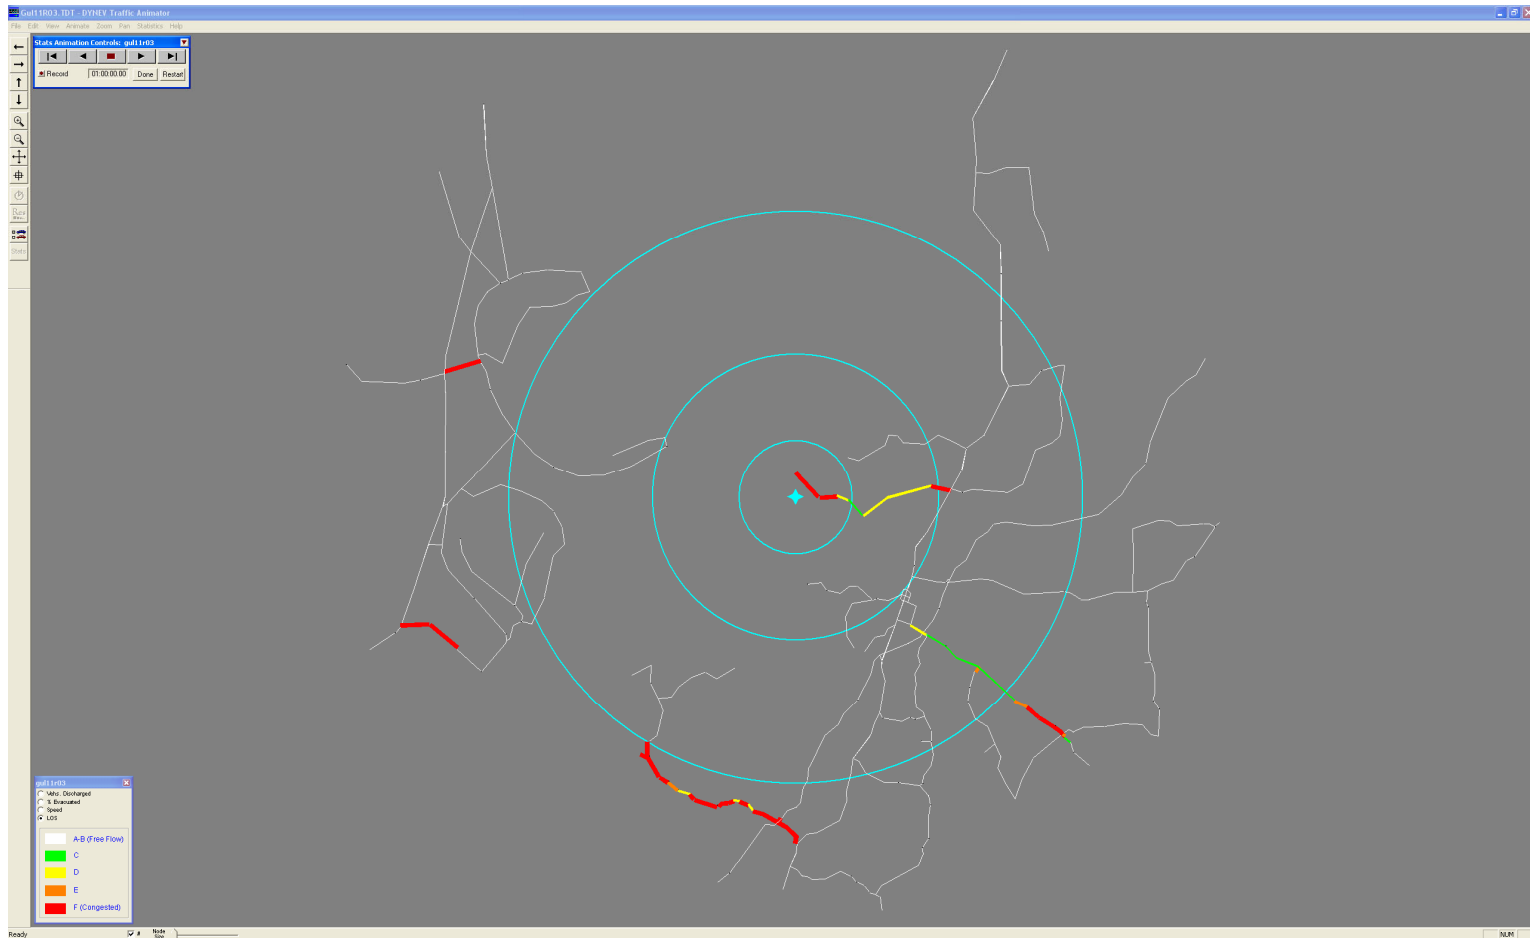 Gul11R03.TDT - DYNEV Traffic Animator
File Edit View Animate Zoom Pan Statistics Help
Stats Animation Controls: gul11r03
Record 01:00:00.00 Done Restart
Stats
gul11r03
Vehs. Discharged
% Evacuated
Speed
LOS
A-B (Free Flow)
C
D
E
F (Congested)
Ready # Node Size NUM